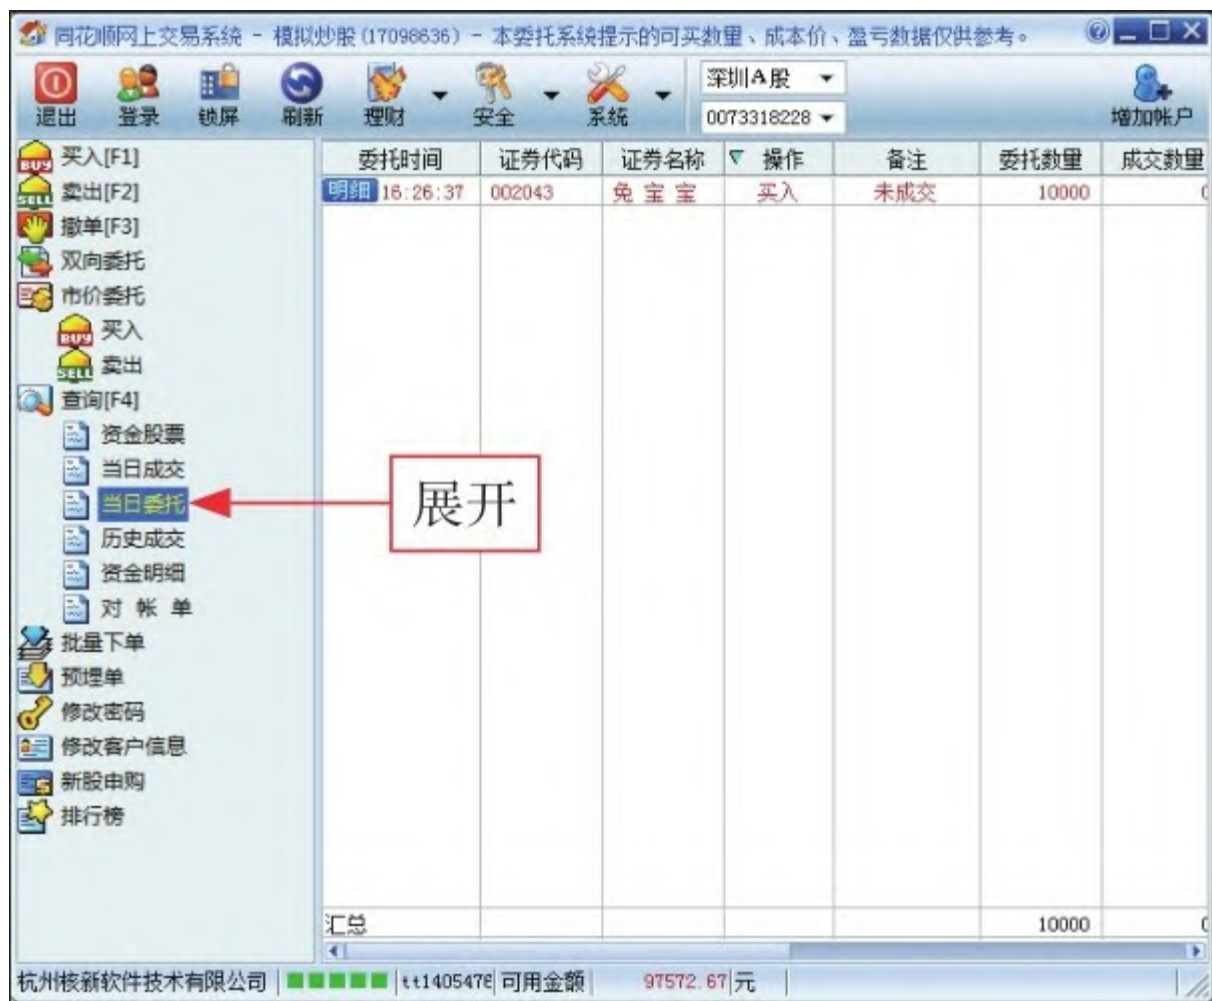 同花顺网上交易系统 - 模拟炒股(17098636) - 本委托系统提示的可买数量、成本价、盈亏数据仅供参考。
退出 登录 锁屏 刷新 理财 安全 系统 深圳A股 0073318228 增加帐户
委托时间 证券代码 证券名称 操作 备注 委托数量 成交数量
明细 16:26:37 002043 兔宝宝 买入 未成交 10000 0
BUY 买入[F1]
SELL 卖出[F2]
撤单[F3]
双向委托
市价委托
BUY 买入
SELL 卖出
查询[F4]
资金股票
当日成交
当日委托
展开
历史成交
资金明细
对 帐 单
批量下单
预埋单
修改密码
修改客户信息
新股申购
排行榜
汇总 10000 0
杭州核新软件技术有限公司 tt1405476 可用金额 97572.67 元